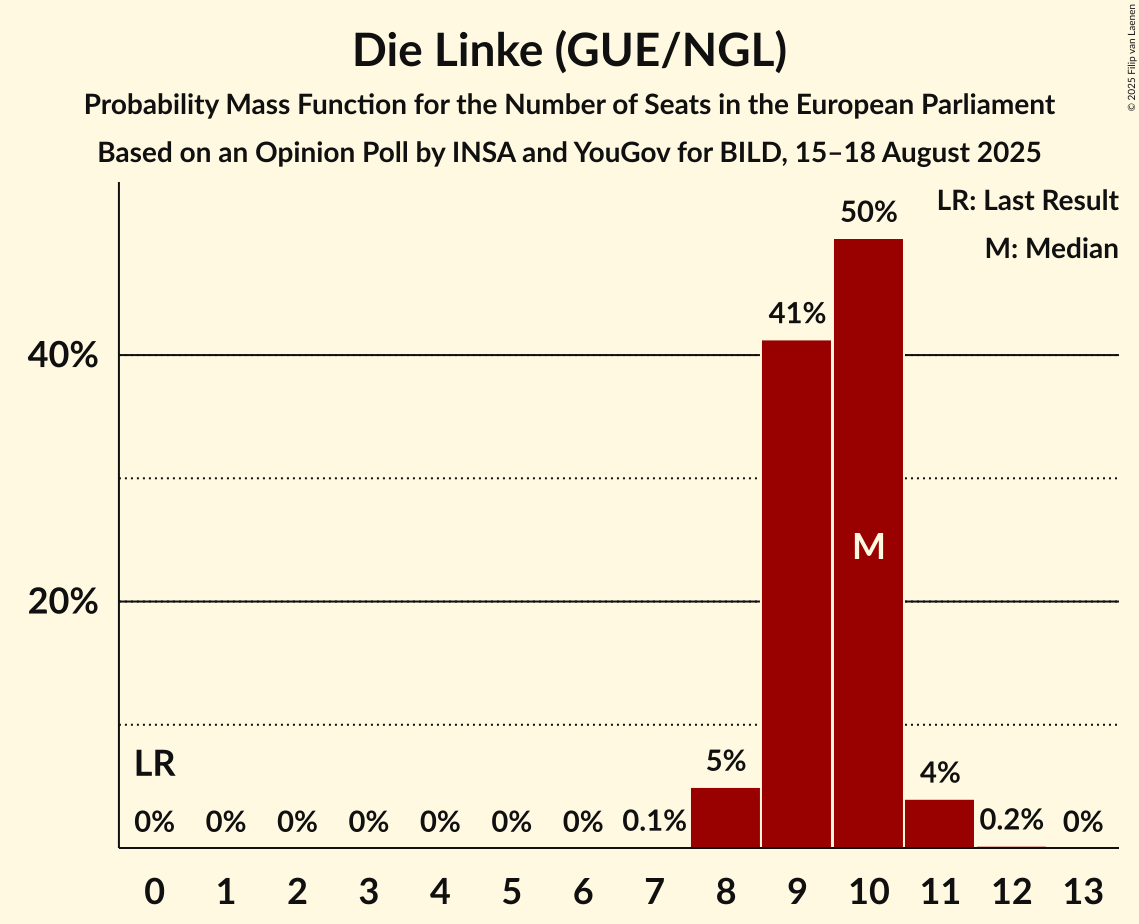 Die Linke (GUE/NGL)
Probability Mass Function for the Number of Seats in the European Parliament
Based on an Opinion Poll by INSA and YouGov for BILD, 15–18 August 2025
© 2025 Filip van Laenen
LR: Last Result
M: Median
50%
41%
40%
M
20%
LR
5%
4%
0% 0% 0% 0% 0% 0% 0% 0.1% 0.2% 0%
0 1 2 3 4 5 6 7 8 9 10 11 12 13